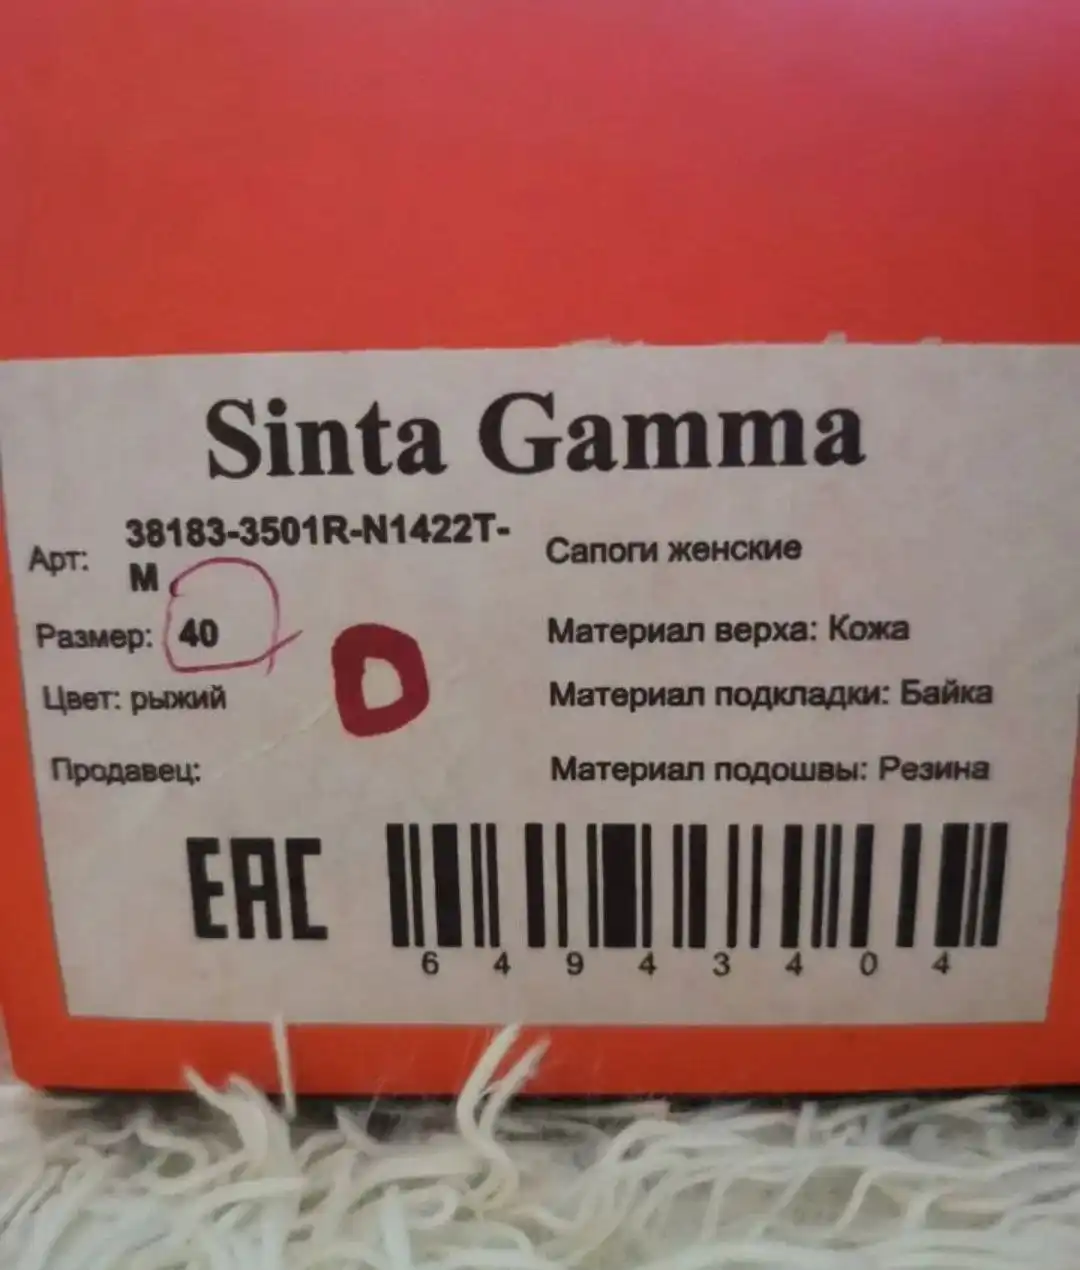 Sinta Gamma
Арт: 38183-3501R-N1422T-
M
Размер: 40
Цвет: рыжий
Продавец:
Сапоги женские
Материал верха: Кожа
Материал подкладки: Байка
Материал подошвы: Резина
EAC
6 4 9 4 3 4 0 4